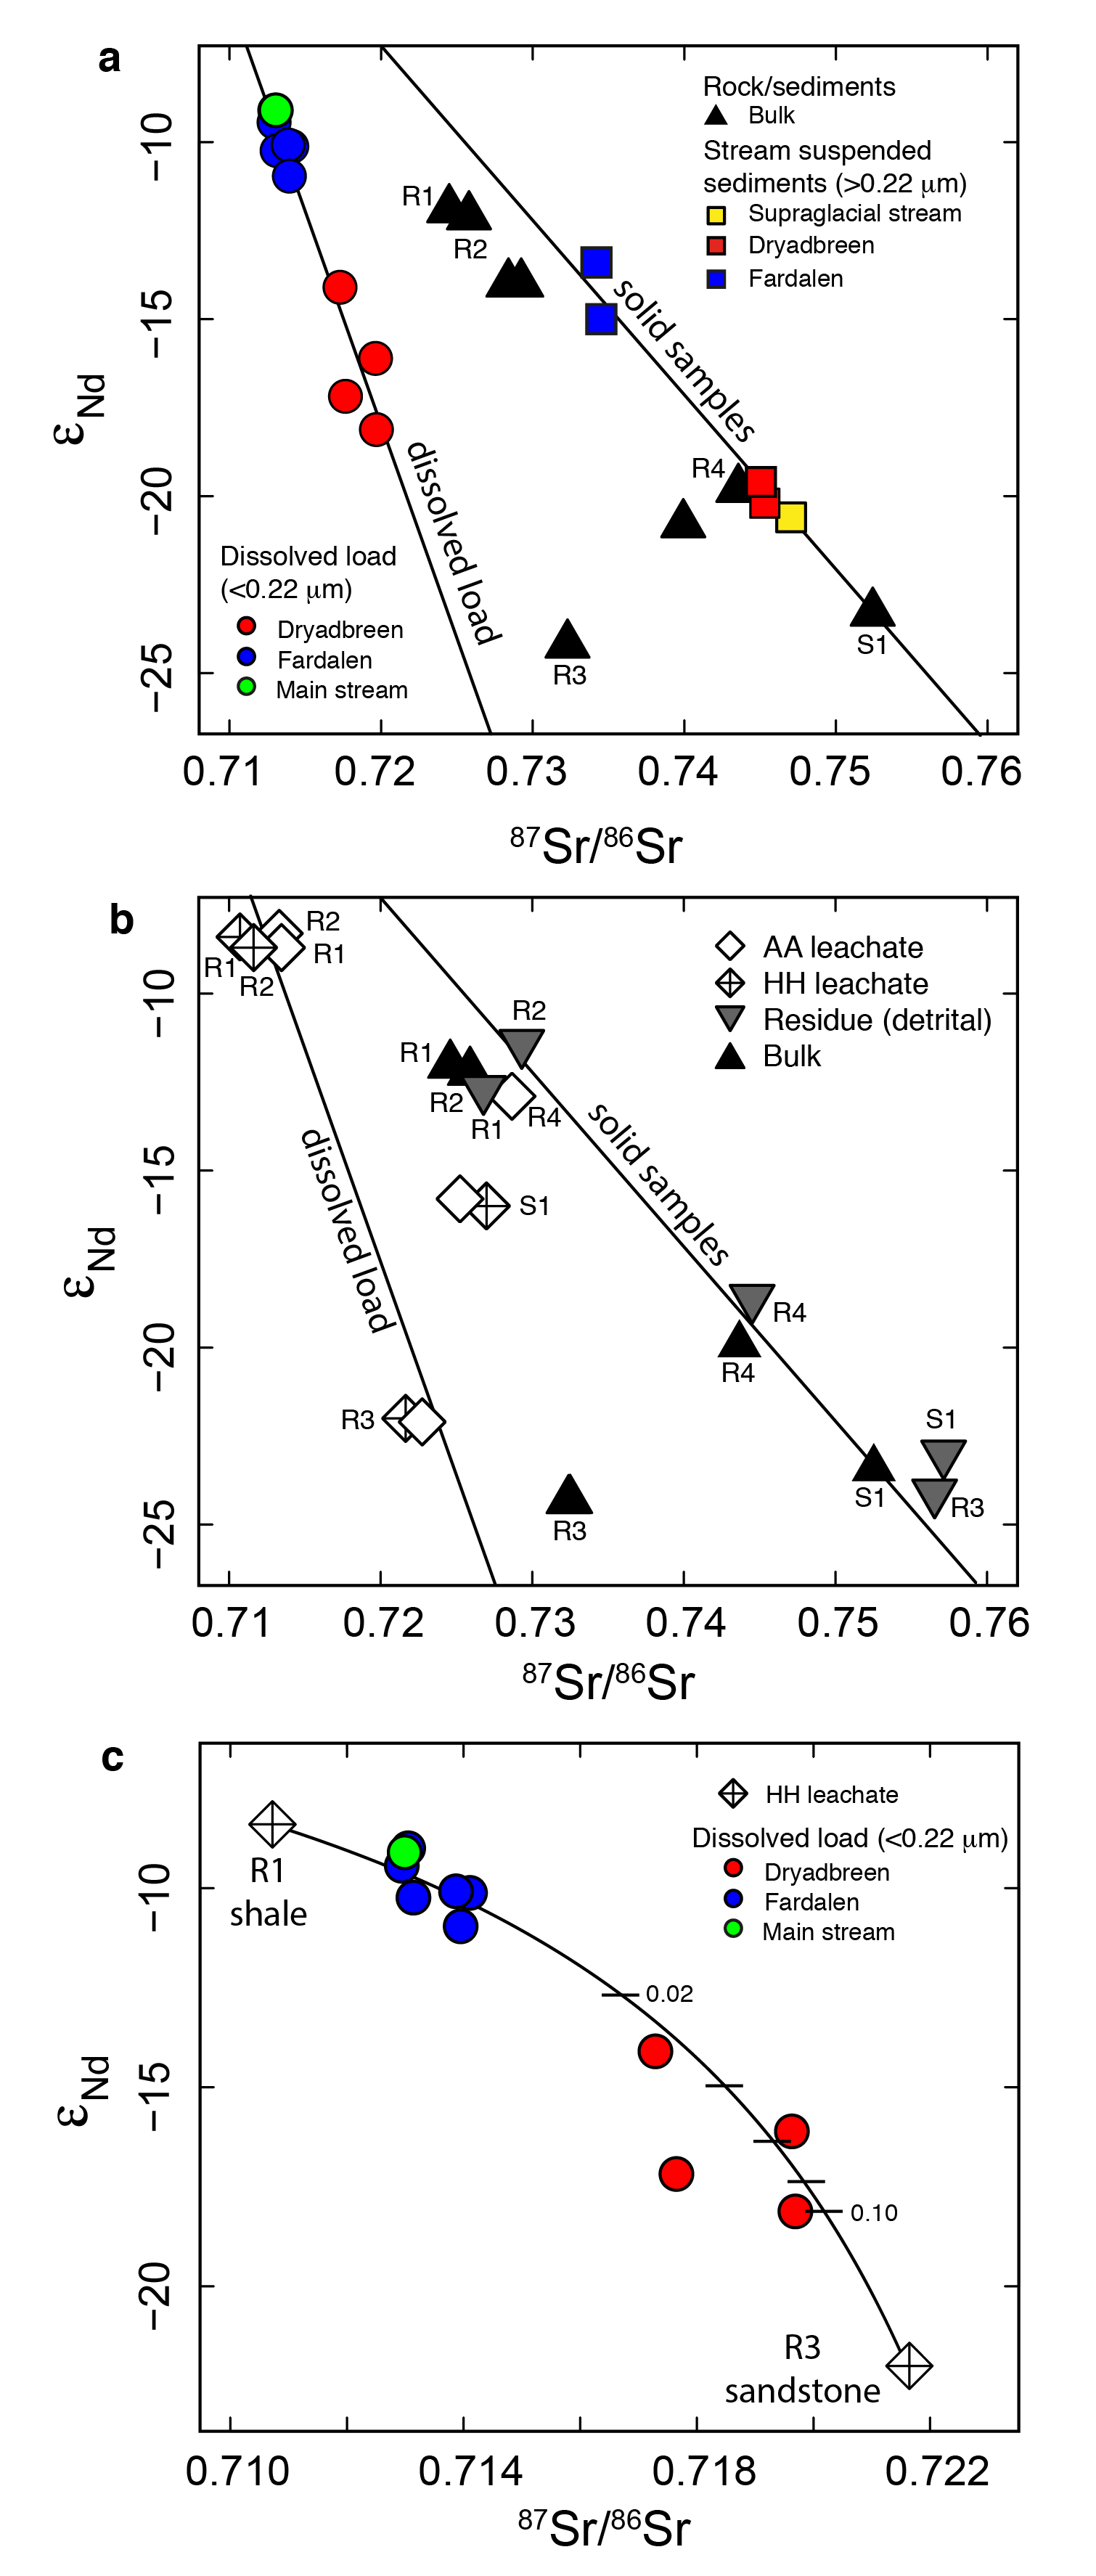 a
Rock/sediments
Bulk
Stream suspended
sediments (>0.22 μm)
Supraglacial stream
Dryadbreen
Fardalen
R1
R2
solid samples
R4
dissolved load
R3
S1
Dissolved load
(<0.22 μm)
Dryadbreen
Fardalen
Main stream
−10
−15
−20
−25
εNd
0.71 0.72 0.73 0.74 0.75 0.76
87Sr/86Sr
b
R2
R1
R1
R2
AA leachate
HH leachate
Residue (detrital)
Bulk
R2
R1
R2
R1
R4
solid samples
dissolved load
S1
R4
R4
R3
S1
S1
R3
R3
−10
−15
−20
−25
εNd
0.71 0.72 0.73 0.74 0.75 0.76
87Sr/86Sr
c
HH leachate
Dissolved load (<0.22 μm)
Dryadbreen
Fardalen
Main stream
R1
shale
0.02
0.10
R3
sandstone
−10
−15
−20
εNd
0.710 0.714 0.718 0.722
87Sr/86Sr